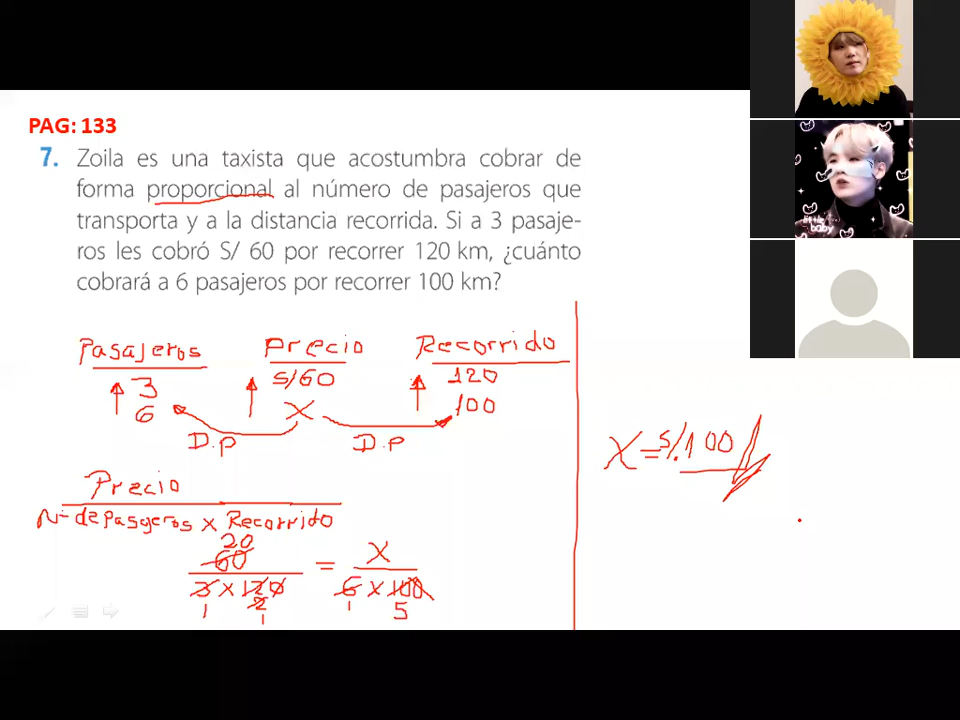 PAG: 133
7. Zoila es una taxista que acostumbra cobrar de
forma proporcional al número de pasajeros que
transporta y a la distancia recorrida. Si a 3 pasaje-
ros les cobró S/ 60 por recorrer 120 km, ¿cuánto
cobrará a 6 pasajeros por recorrer 100 km?
Pasajeros Precio Recorrido
3 S/60 120
6 X 100
D.P D.P
Precio
N- de Pasajeros x Recorrido
20
60 = X
3 x 120 6 x 100
1 2 1 5
1
X = S/.100
little baby